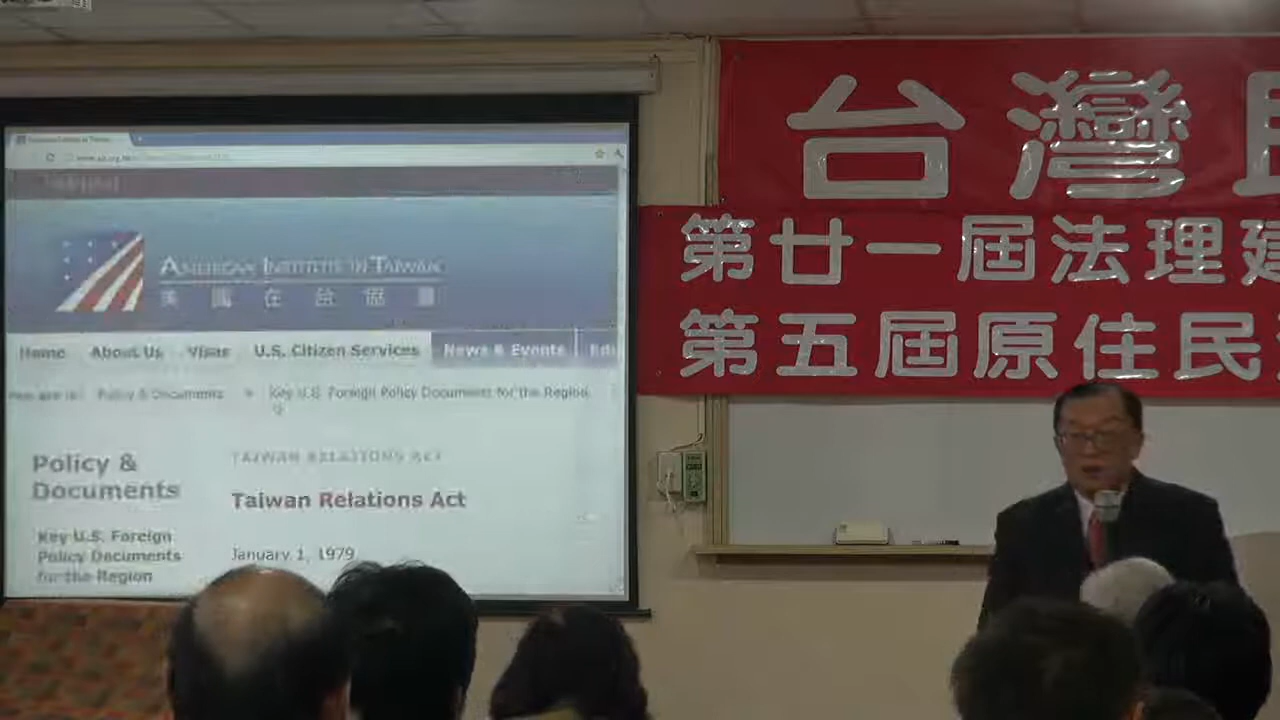 AMERICAN INSTITUTE IN TAIWAN
美國在台協會
Home About Us Visas U.S. Citizen Services News & Events
Policy & Documents Key U.S. Foreign Policy Documents for the Region
Policy &
Documents
Key U.S. Foreign
Policy Documents
for the Region
TAIWAN RELATIONS ACT
Taiwan Relations Act
January 1, 1979
台灣
第廿一屆法理建
第五屆原住民